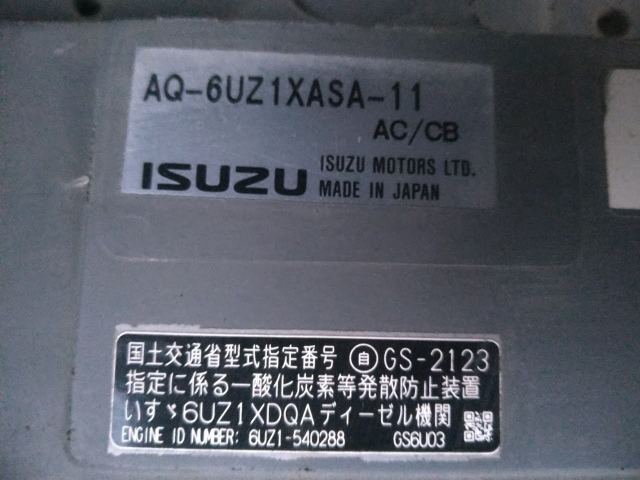 AQ-6UZ1XASA-11
AC/CB
ISUZU
ISUZU MOTORS LTD.
MADE IN JAPAN
国土交通省型式指定番号 自 GS-2123
指定に係る一酸化炭素等発散防止装置
いすゞ6UZ1XDQAディーゼル機関
ENGINE ID NUMBER: 6UZ1-540288 GS6U03